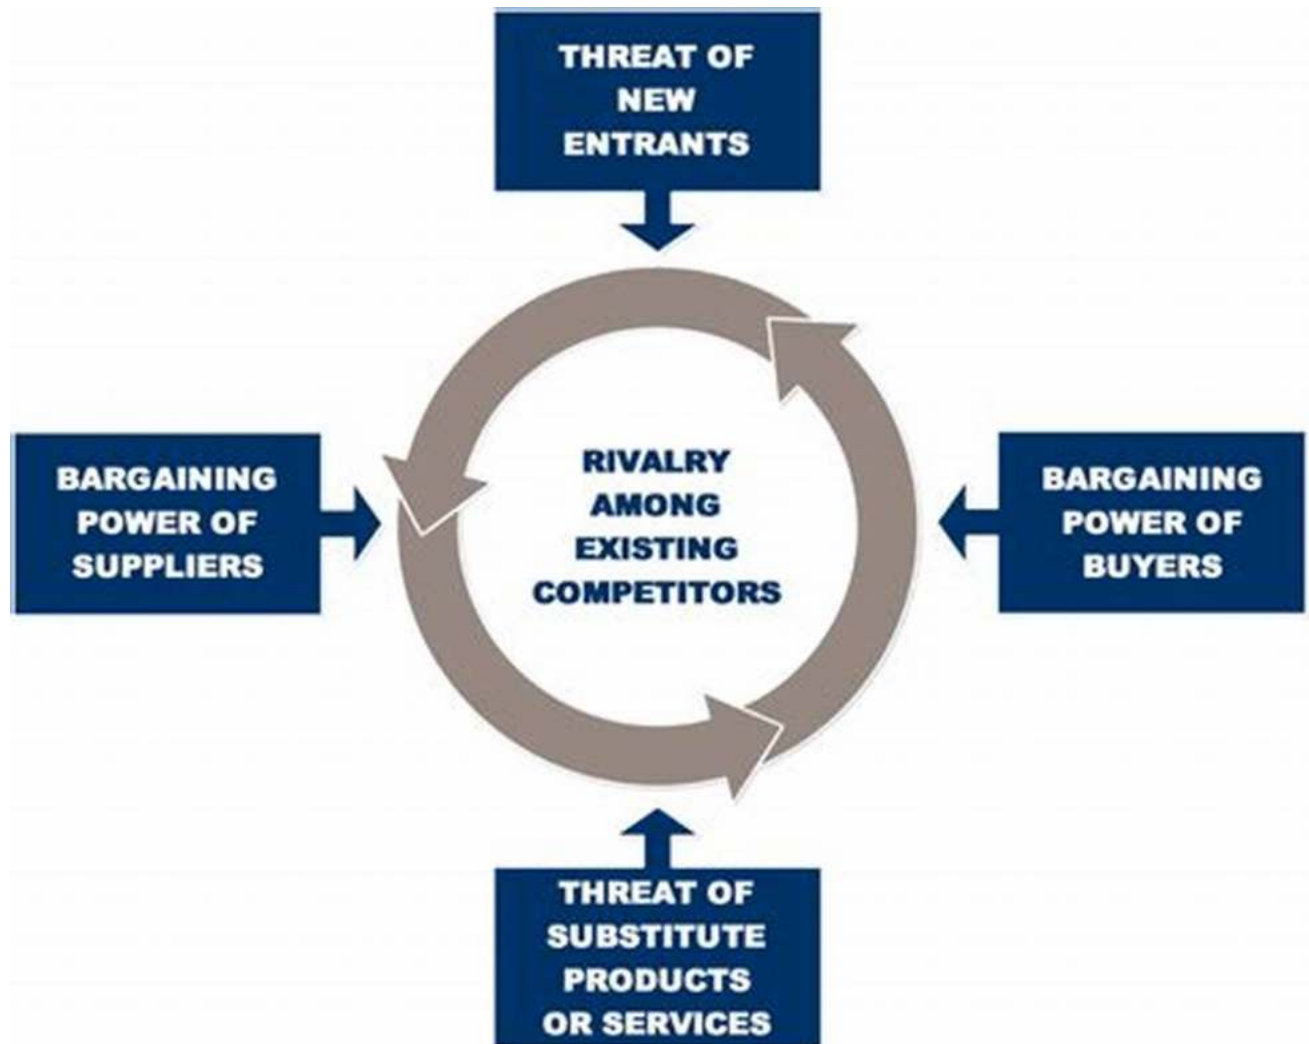 THREAT OF
NEW
ENTRANTS
BARGAINING
POWER OF
SUPPLIERS
RIVALRY
AMONG
EXISTING
COMPETITORS
BARGAINING
POWER OF
BUYERS
THREAT OF
SUBSTITUTE
PRODUCTS
OR SERVICES